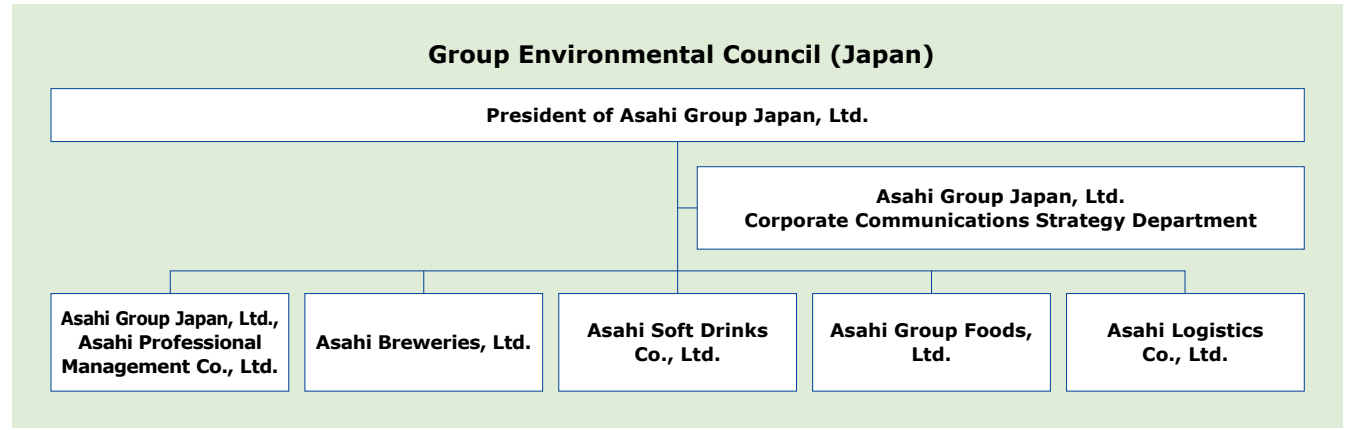 Group Environmental Council (Japan)
President of Asahi Group Japan, Ltd.
Asahi Group Japan, Ltd.
Corporate Communications Strategy Department
Asahi Group Japan, Ltd.,
Asahi Professional
Management Co., Ltd.
Asahi Breweries, Ltd.
Asahi Soft Drinks
Co., Ltd.
Asahi Group Foods,
Ltd.
Asahi Logistics
Co., Ltd.